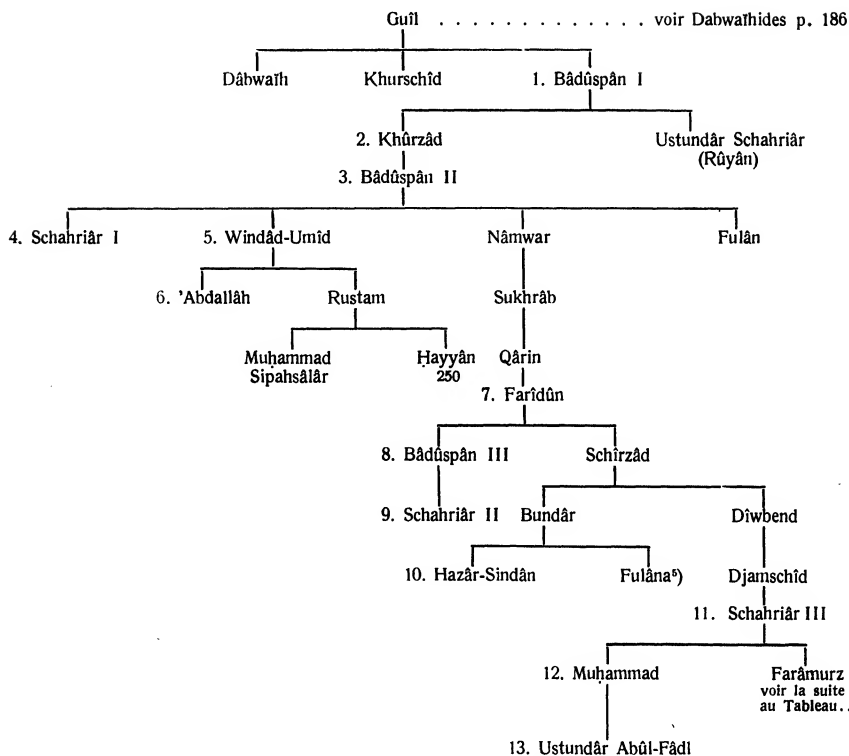 Guîl . . . . . . . . . . . . . voir Dabwaïhides p. 186
Dâbwaïh Khurschîd 1. Bâdûspân I
2. Khûrzâd Ustundâr Schahriâr
(Rûyân)
3. Bâdûspân II
4. Schahriâr I 5. Windâd-Umîd Nâmwar Fulân
6. 'Abdallâh Rustam Sukhrâb
Muḥammad Ḥayyân Qârin
Sipahsâlâr 250
7. Farîdûn
8. Bâdûspân III Schîrzâd
9. Schahriâr II Bundâr Dîwbend
10. Hazâr-Sindân Fulâna⁵) Djamschîd
11. Schahriâr III
12. Muḥammad Farâmurz
voir la suite
au Tableau..
13. Ustundâr Abûl-Fâdl